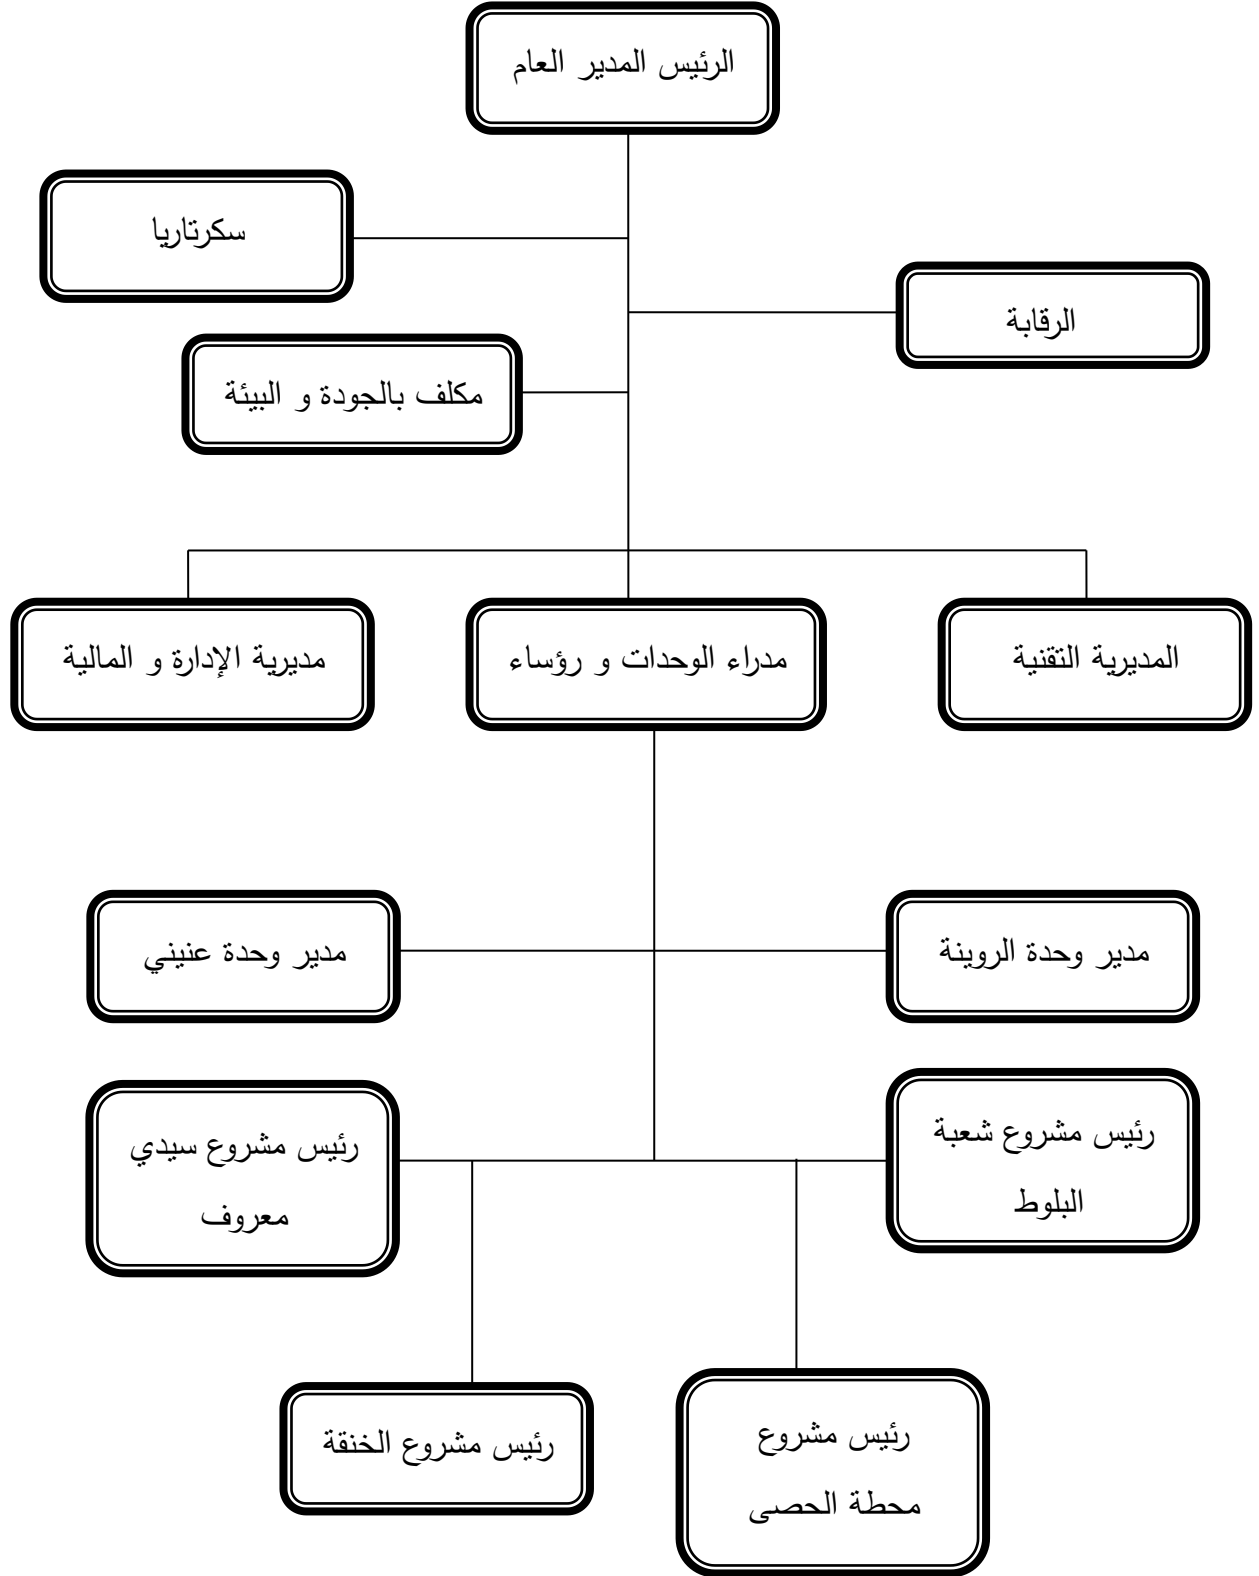 الرئيس المدير العام
سكرتاريا
الرقابة
مكلف بالجودة و البيئة
المديرية التقنية
مدراء الوحدات و رؤساء
مديرية الإدارة و المالية
مدير وحدة الروينة
مدير وحدة عنيني
رئيس مشروع شعبة
البلوط
رئيس مشروع سيدي
معروف
رئيس مشروع
محطة الحصى
رئيس مشروع الخنقة